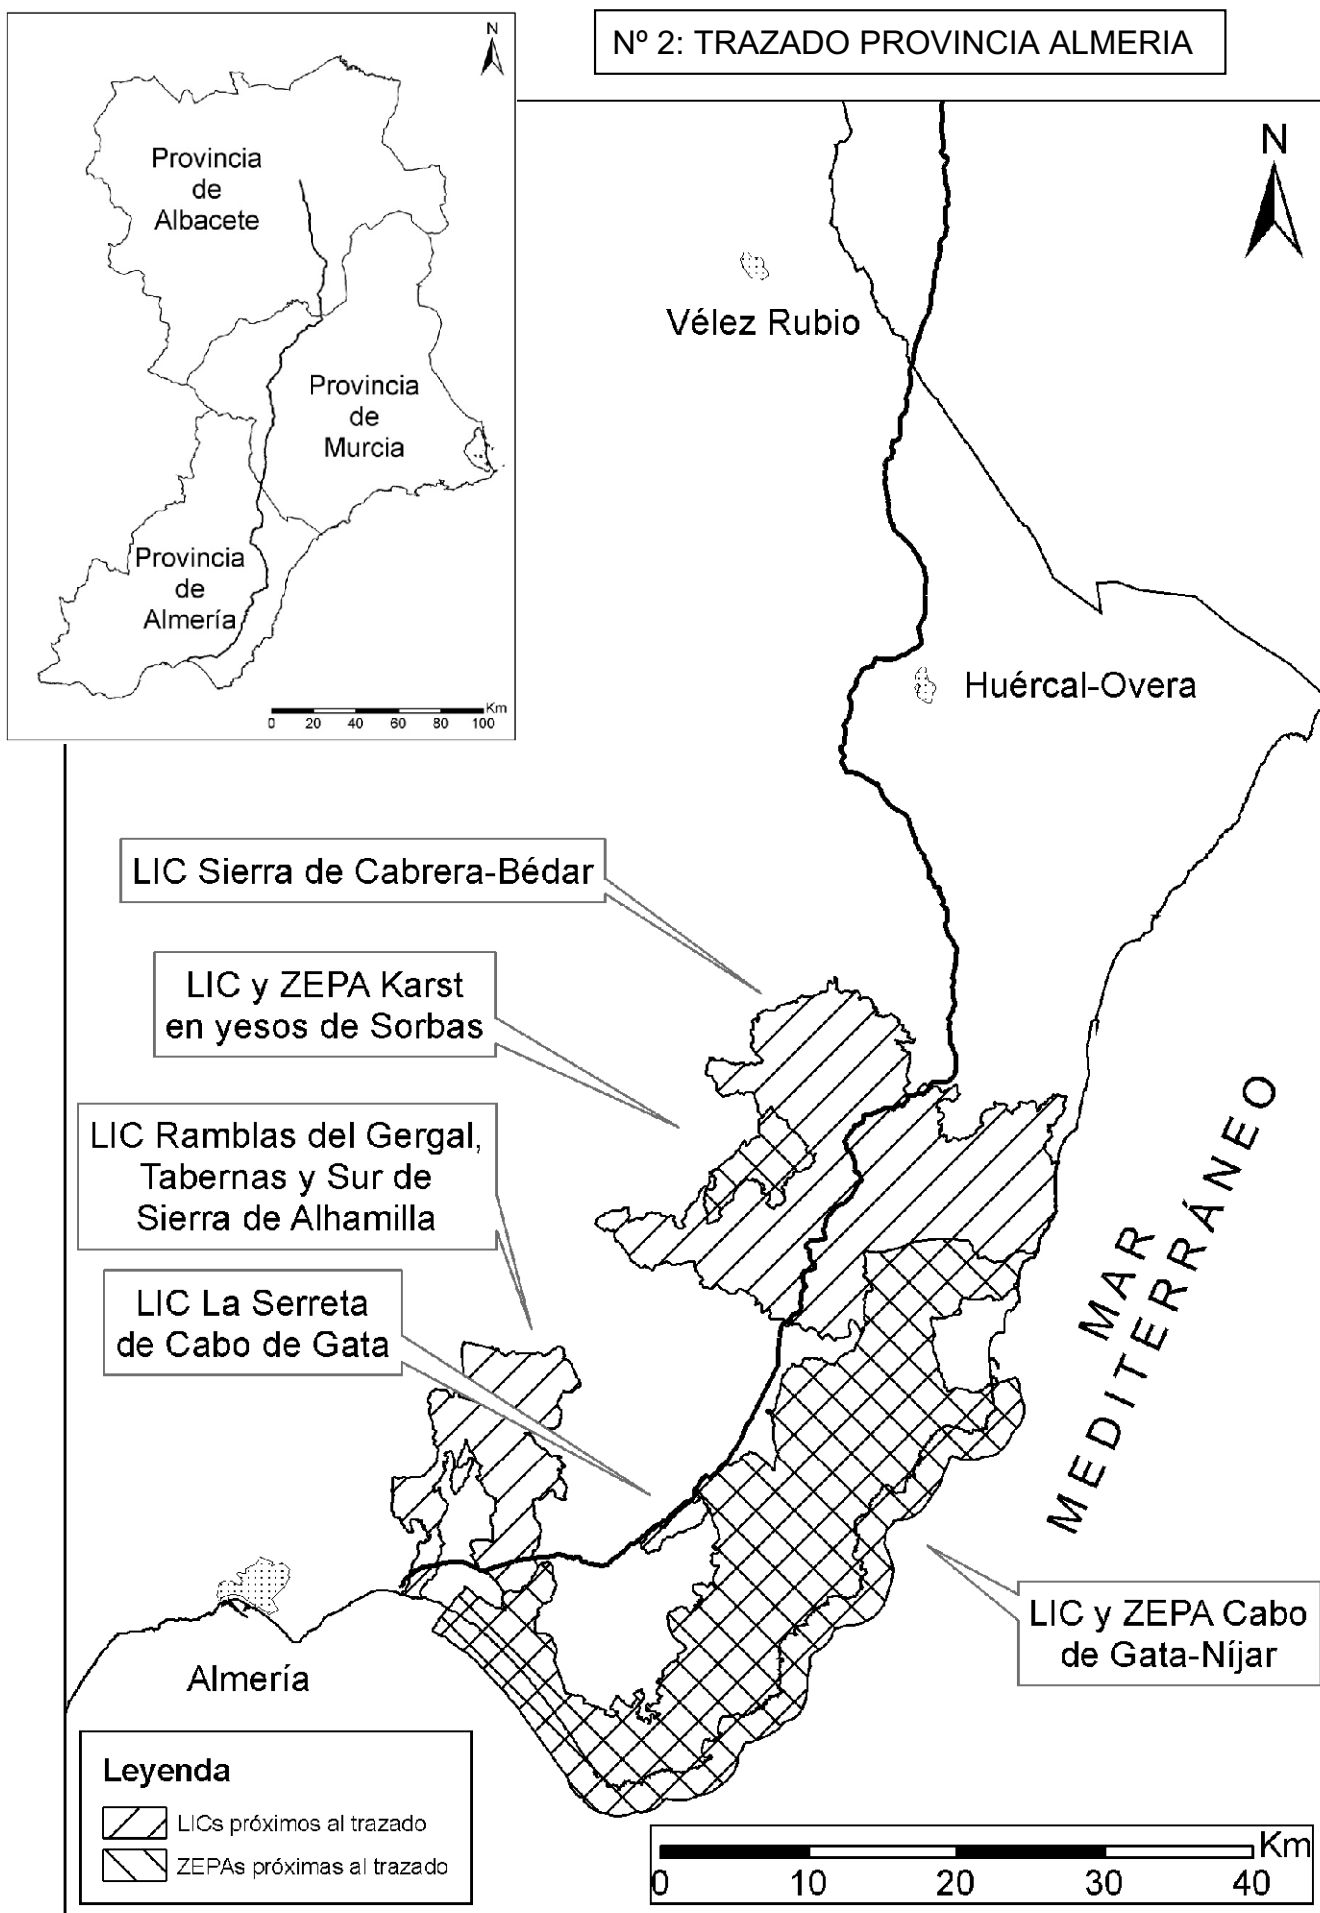 Nº 2: TRAZADO PROVINCIA ALMERIA
N
Provincia
de
Albacete
Provincia
de
Murcia
Provincia
de
Almería
Km
0 20 40 60 80 100
N
Vélez Rubio
Huércal-Overa
LIC Sierra de Cabrera-Bédar
LIC y ZEPA Karst
en yesos de Sorbas
LIC Ramblas del Gergal,
Tabernas y Sur de
Sierra de Alhamilla
LIC La Serreta
de Cabo de Gata
MAR
MEDITERRÁNEO
LIC y ZEPA Cabo
de Gata-Níjar
Almería
Leyenda
LICs próximos al trazado
ZEPAs próximas al trazado
Km
0 10 20 30 40